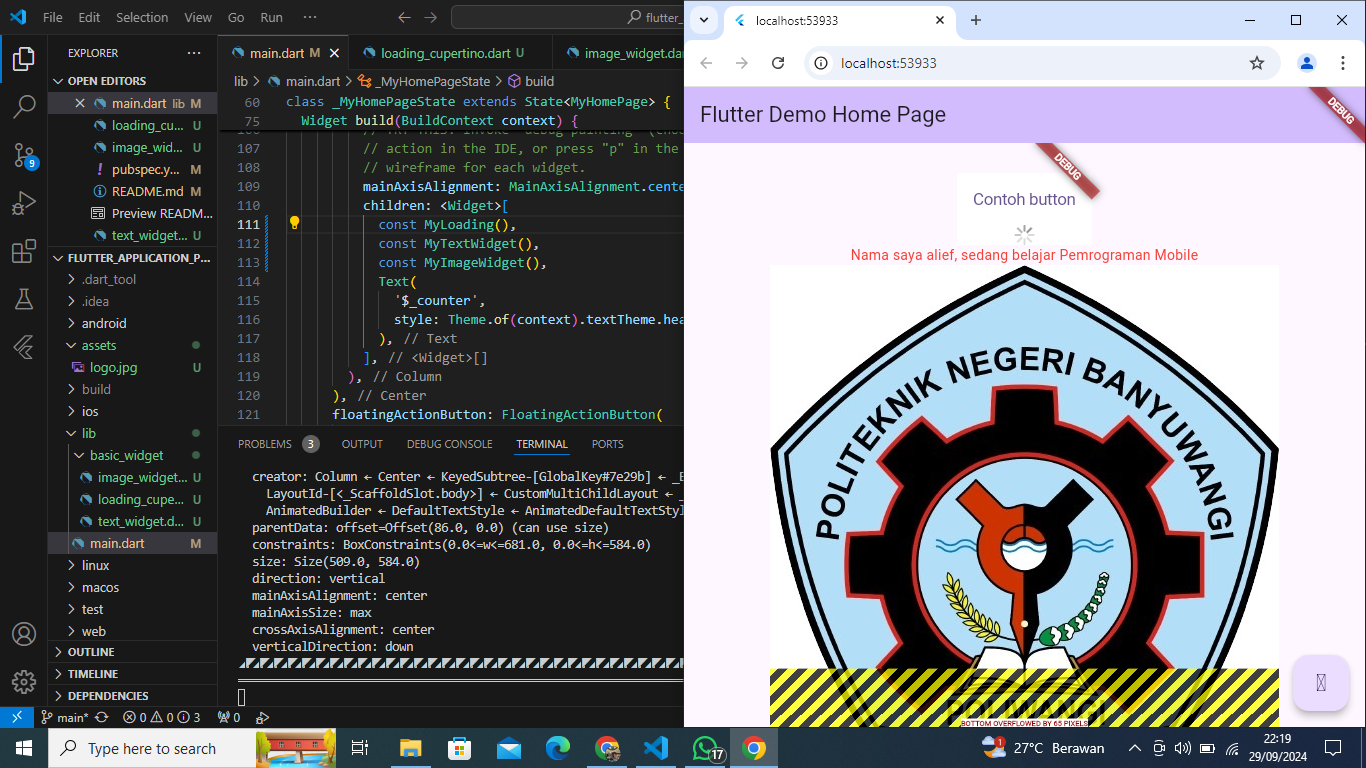 File Edit Selection View Go Run ···
flutter_
EXPLORER
OPEN EDITORS
main.dart lib M
loading_cu... U
image_wid... U
pubspec.y... M
README.md M
Preview READM...
text_widget... U
FLUTTER_APPLICATION_P...
.dart_tool
.idea
android
assets
logo.jpg U
build
ios
lib
basic_widget
image_widget... U
loading_cupe... U
text_widget.d... U
main.dart M
linux
macos
test
web
OUTLINE
TIMELINE
DEPENDENCIES
9
main.dart M
loading_cupertino.dart U
image_widget.da
lib > main.dart > _MyHomePageState > build
60 class _MyHomePageState extends State<MyHomePage> {
75 Widget build(BuildContext context) {
107 // action in the IDE, or press "p" in the
108 // wireframe for each widget.
109 mainAxisAlignment: MainAxisAlignment.cente
110 children: <Widget>[
111 const MyLoading(),
112 const MyTextWidget(),
113 const MyImageWidget(),
114 Text(
115 '$_counter',
116 style: Theme.of(context).textTheme.hea
117 ), // Text
118 ], // <Widget>[]
119 ), // Column
120 ), // Center
121 floatingActionButton: FloatingActionButton(
PROBLEMS 3 OUTPUT DEBUG CONSOLE TERMINAL PORTS
creator: Column ← Center ← KeyedSubtree-[GlobalKey#7e29b] ← _B
LayoutId-[<_ScaffoldSlot.body>] ← CustomMultiChildLayout ← _
AnimatedBuilder ← DefaultTextStyle ← AnimatedDefaultTextStyl
parentData: offset=Offset(86.0, 0.0) (can use size)
constraints: BoxConstraints(0.0<=w<=681.0, 0.0<=h<=584.0)
size: Size(509.0, 584.0)
direction: vertical
mainAxisAlignment: center
mainAxisSize: max
crossAxisAlignment: center
verticalDirection: down
main* 0 0 3 0
localhost:53933
localhost:53933
Flutter Demo Home Page
DEBUG
DEBUG
Contoh button
Nama saya alief, sedang belajar Pemrograman Mobile
POLITEKNIK NEGERI BANYUWANGI
POLIWANGI
BOTTOM OVERFLOWED BY 65 PIXELS
Type here to search
17
1
27°C Berawan
22:19
29/09/2024